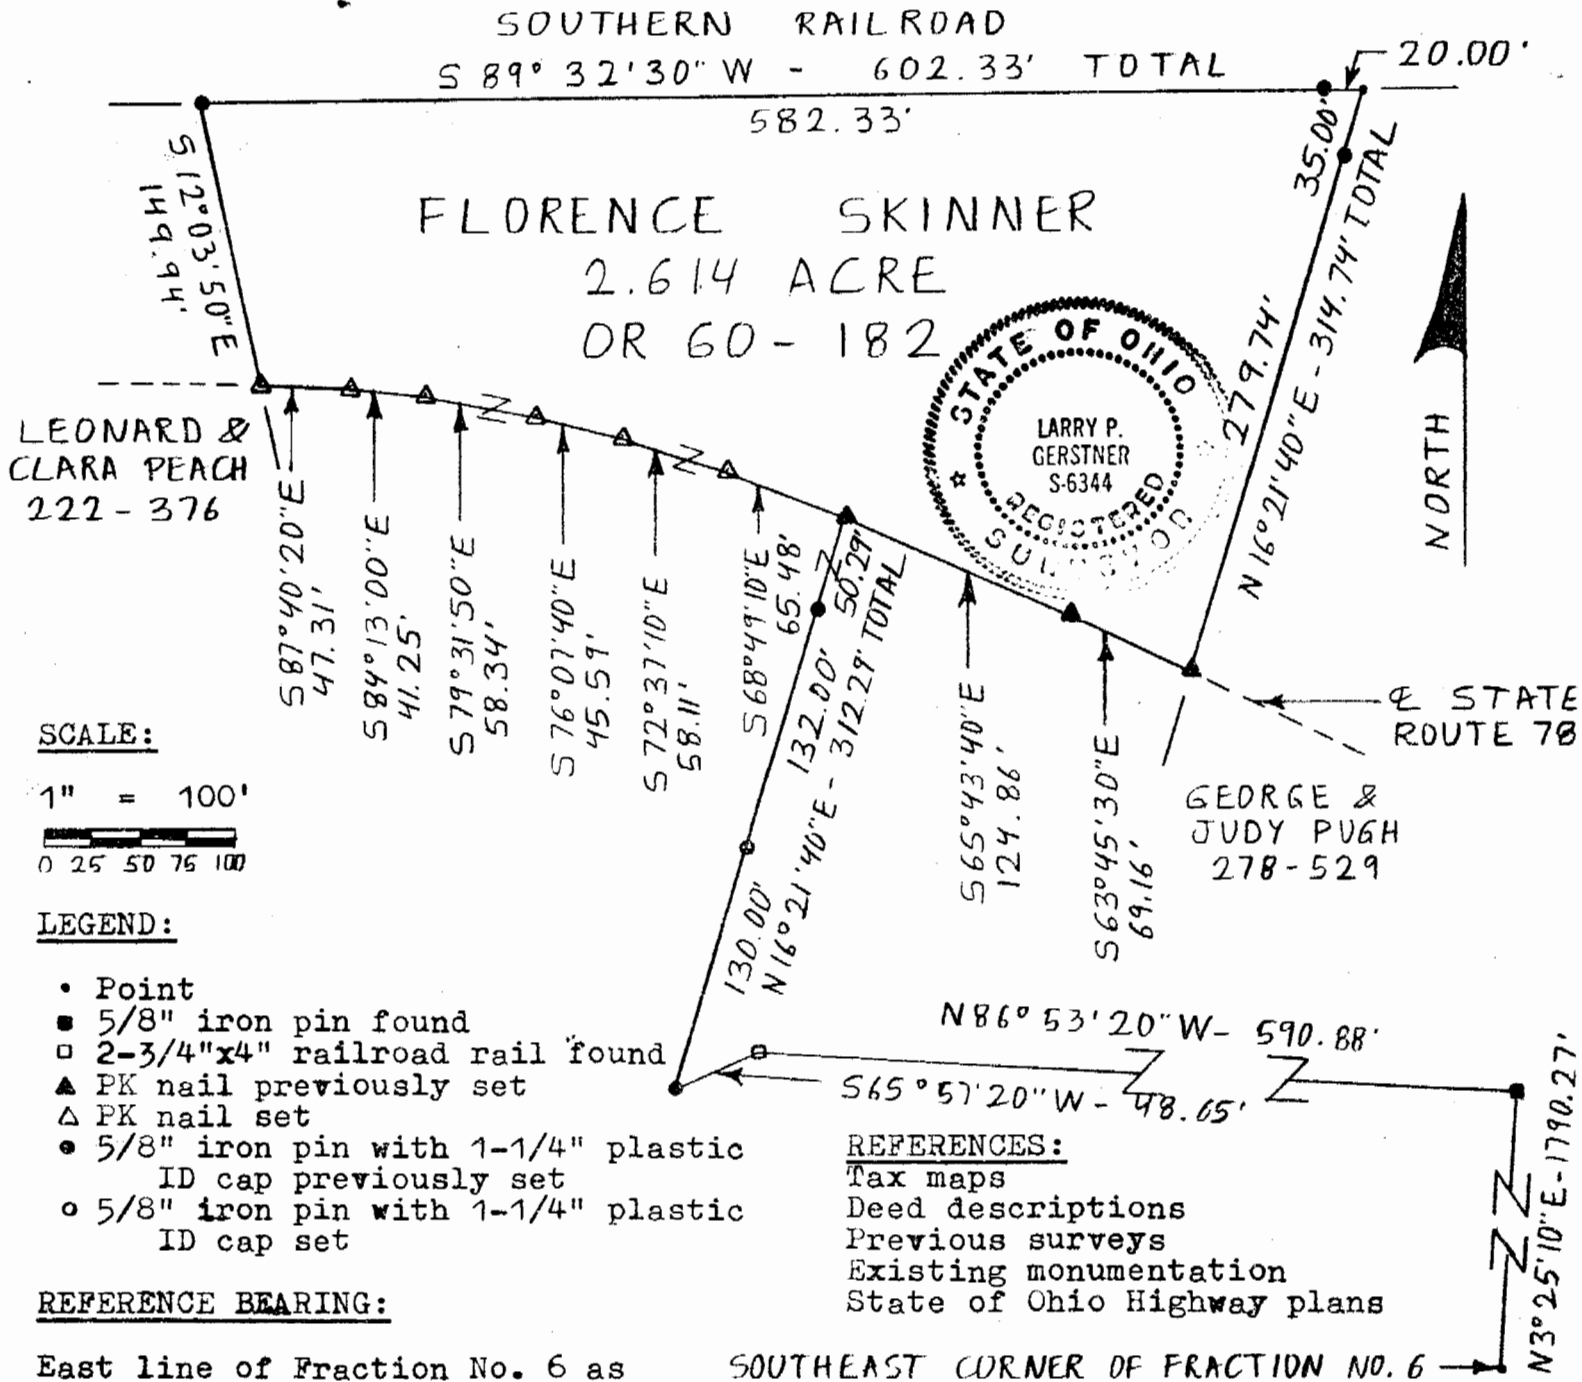 SOUTHERN RAILROAD
S 89° 32'30" W - 602.33' TOTAL
20.00'
582.33'
35.00'
S 12° 03' 50" E
149.94'
FLORENCE SKINNER
2.614 ACRE
OR 60 - 182
279.74'
N 16° 21' 40" E - 314.74' TOTAL
STATE OF OHIO
LARRY P.
GERSTNER
S-6344
REGISTERED
NORTH
LEONARD &
CLARA PEACH
222 - 376
S 87° 40' 20" E
47.31'
S 84° 13' 00" E
41.25'
S 79° 31' 50" E
58.34'
S 76° 07' 40" E
45.59'
S 72° 37' 10" E
58.11'
S 68° 49' 10" E
65.48'
50.29'
132.00'
130.00'
N 16° 21' 40" E - 312.29' TOTAL
S 65° 43' 40" E
124.86'
S 63° 45' 30" E
69.16'
℄ STATE
ROUTE 78
GEORGE &
JUDY PUGH
278 - 529
SCALE:
1" = 100'
0 25 50 75 100
LEGEND:
Point
5/8" iron pin found
2-3/4"x4" railroad rail found
PK nail previously set
PK nail set
5/8" iron pin with 1-1/4" plastic
ID cap previously set
5/8" iron pin with 1-1/4" plastic
ID cap set
N 86° 53' 20" W - 590.88'
S 65° 57' 20" W - 48.65'
N 3° 25' 10" E - 1790.27'
REFERENCES:
Tax maps
Deed descriptions
Previous surveys
Existing monumentation
State of Ohio Highway plans
REFERENCE BEARING:
East line of Fraction No. 6 as
SOUTHEAST CORNER OF FRACTION NO. 6